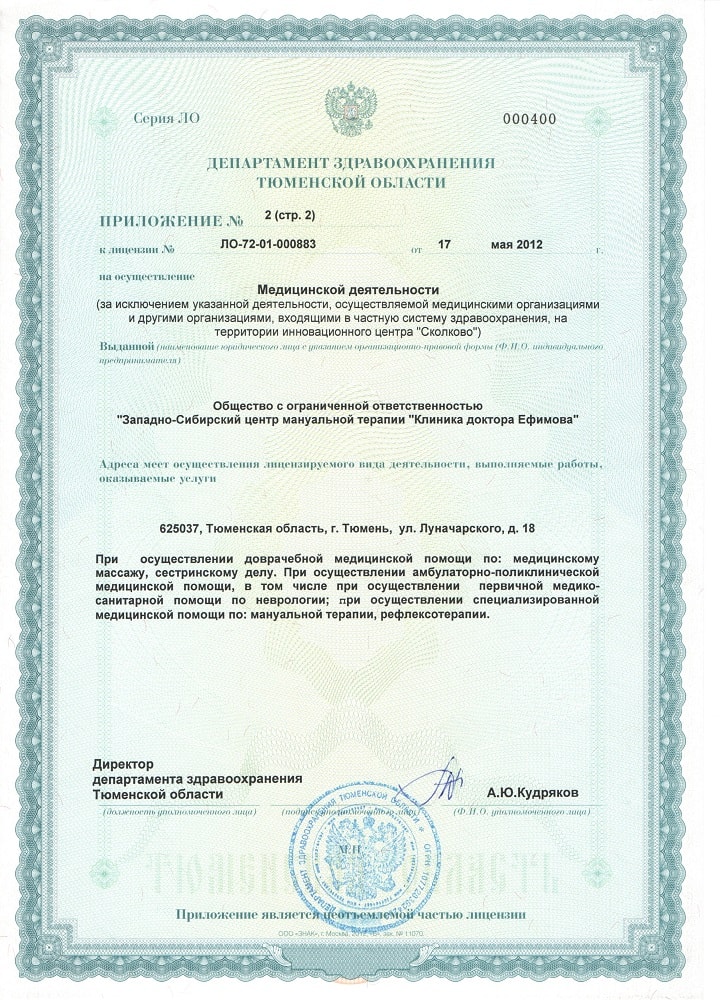 Серия ЛО
000400
ДЕПАРТАМЕНТ ЗДРАВООХРАНЕНИЯ
ТЮМЕНСКОЙ ОБЛАСТИ
ПРИЛОЖЕНИЕ № 2 (стр. 2)
к лицензии № ЛО-72-01-000883 от 17 мая 2012 г.
на осуществление
Медицинской деятельности
(за исключением указанной деятельности, осуществляемой медицинскими организациями
и другими организациями, входящими в частную систему здравоохранения, на
территории инновационного центра "Сколково")
Выданной (наименование юридического лица с указанием организационно-правовой формы (Ф.И.О. индивидуального
предпринимателя)
Общество с ограниченной ответственностью
"Западно-Сибирский центр мануальной терапии "Клиника доктора Ефимова"
Адреса мест осуществления лицензируемого вида деятельности, выполняемые работы,
оказываемые услуги
625037, Тюменская область, г. Тюмень, ул. Луначарского, д. 18
При осуществлении доврачебной медицинской помощи по: медицинскому
массажу, сестринскому делу. При осуществлении амбулаторно-поликлинической
медицинской помощи, в том числе при осуществлении первичной медико-
санитарной помощи по неврологии; при осуществлении специализированной
медицинской помощи по: мануальной терапии, рефлексотерапии.
Директор
департамента здравоохранения
Тюменской области
А.Ю.Кудряков
(должность уполномоченного лица)
(подпись уполномоченного лица)
(Ф.И.О. уполномоченного лица)
М.П.
ДЕПАРТАМЕНТ ЗДРАВООХРАНЕНИЯ ТЮМЕНСКОЙ ОБЛАСТИ
ТЮМЕНСКАЯ ОБЛАСТЬ
Приложение является неотъемлемой частью лицензии
ООО «ЗНАК», г. Москва, 2012, «Б», зак. № 11070.